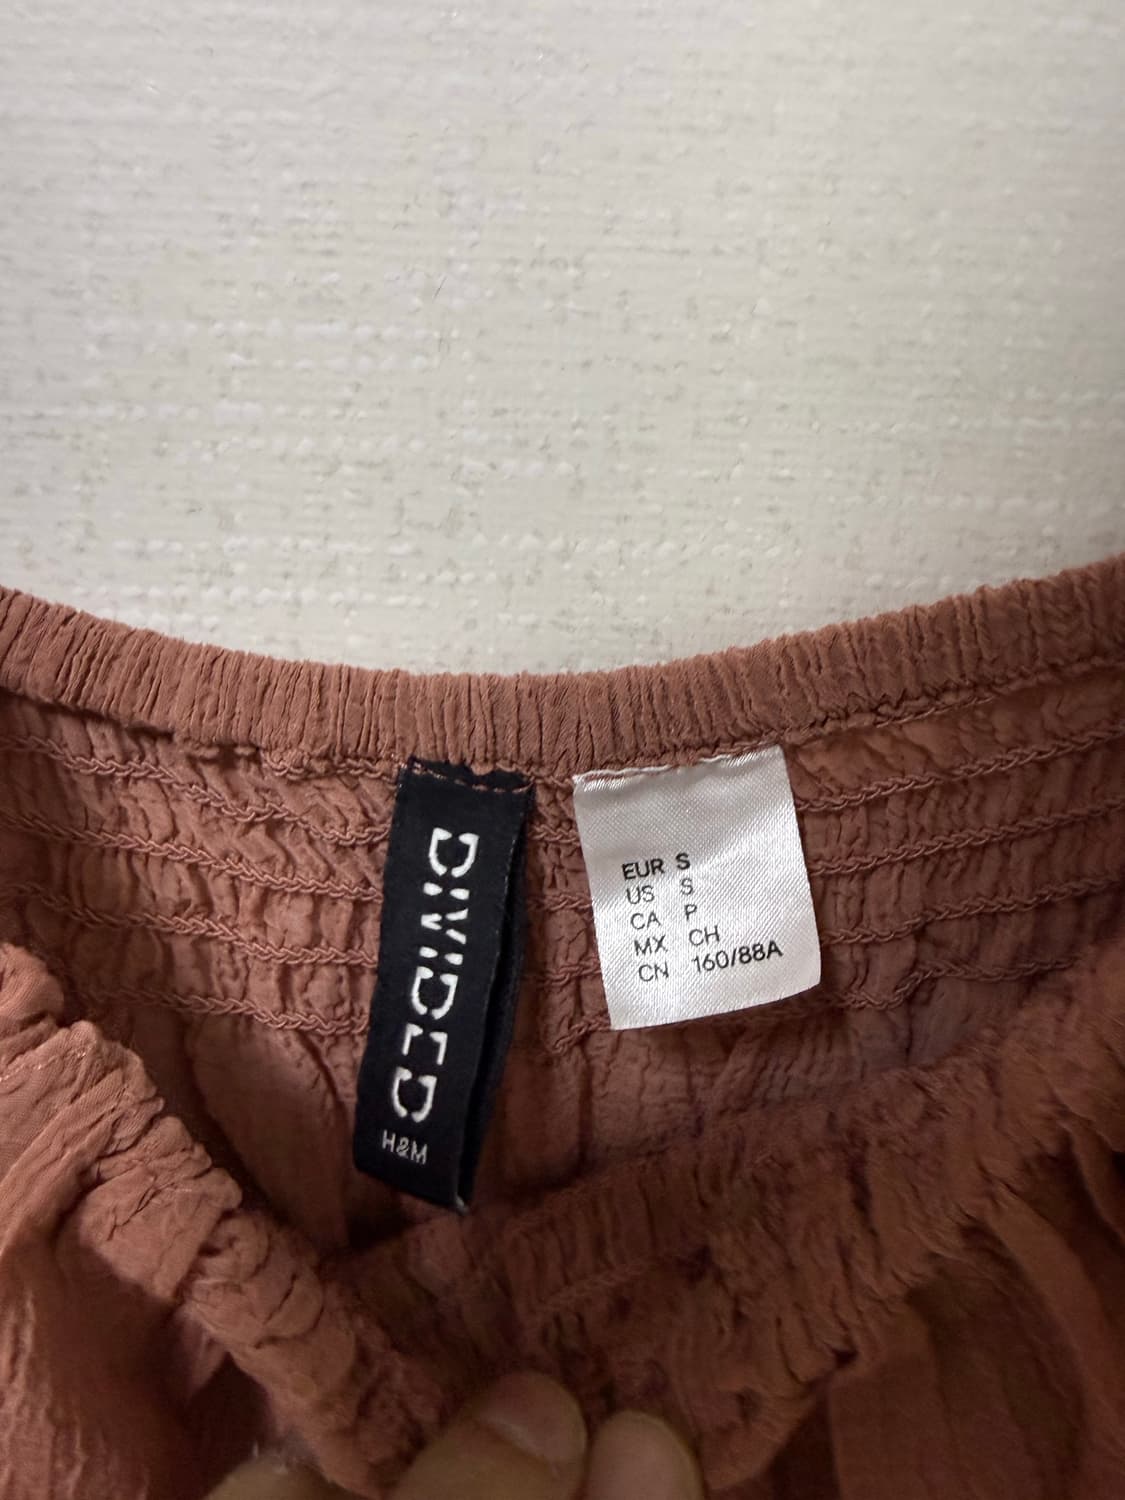 DIVIDED
H&M
EUR S
US S
CA P
MX CH
CN 160/88A